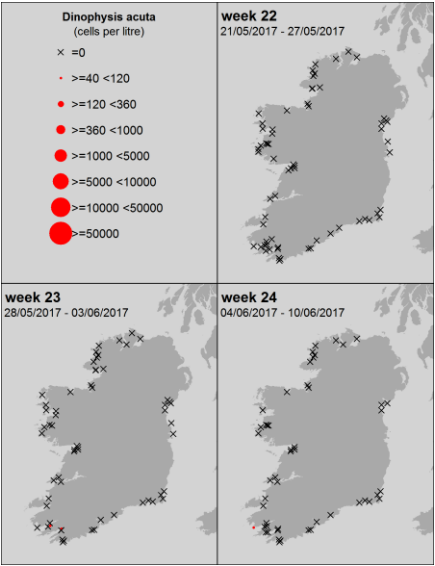 Dinophysis acuta
(cells per litre)
=0
>=40 <120
>=120 <360
>=360 <1000
>=1000 <5000
>=5000 <10000
>=10000 <50000
>=50000
week 22
21/05/2017 - 27/05/2017
week 23
28/05/2017 - 03/06/2017
week 24
04/06/2017 - 10/06/2017